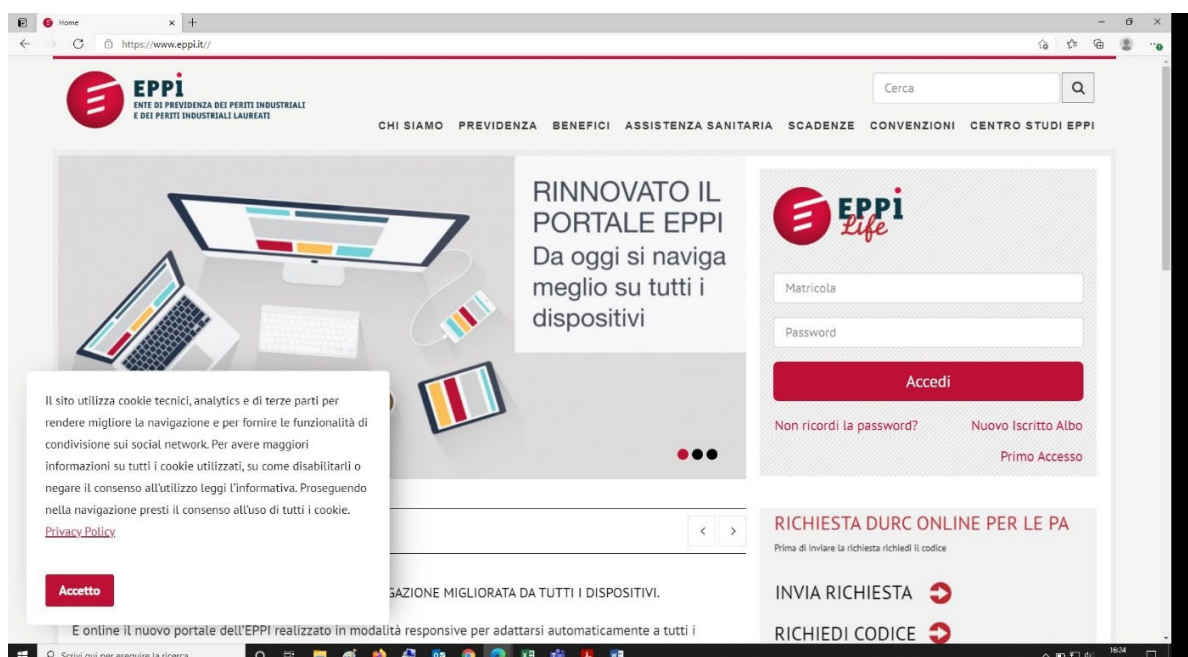 Home
https://www.eppi.it//
EPPi
ENTE DI PREVIDENZA DEI PERITI INDUSTRIALI
E DEI PERITI INDUSTRIALI LAUREATI
Cerca
CHI SIAMO PREVIDENZA BENEFICI ASSISTENZA SANITARIA SCADENZE CONVENZIONI CENTRO STUDI EPPI
RINNOVATO IL
PORTALE EPPI
Da oggi si naviga
meglio su tutti i
dispositivi
EPPi
Life
Matricola
Password
Accedi
Non ricordi la password? Nuovo Iscritto Albo
Primo Accesso
Il sito utilizza cookie tecnici, analytics e di terze parti per
rendere migliore la navigazione e per fornire le funzionalità di
condivisione sui social network. Per avere maggiori
informazioni su tutti i cookie utilizzati, su come disabilitarli o
negare il consenso all'utilizzo leggi l'informativa. Proseguendo
nella navigazione presti il consenso all'uso di tutti i cookie.
Privacy Policy
Accetto
GAZIONE MIGLIORATA DA TUTTI I DISPOSITIVI.
È online il nuovo portale dell'EPPI realizzato in modalità responsive per adattarsi automaticamente a tutti i
RICHIESTA DURC ONLINE PER LE PA
Prima di inviare la richiesta richiedi il codice
INVIA RICHIESTA
RICHIEDI CODICE
Scrivi qui per eseguire la ricerca
16:24